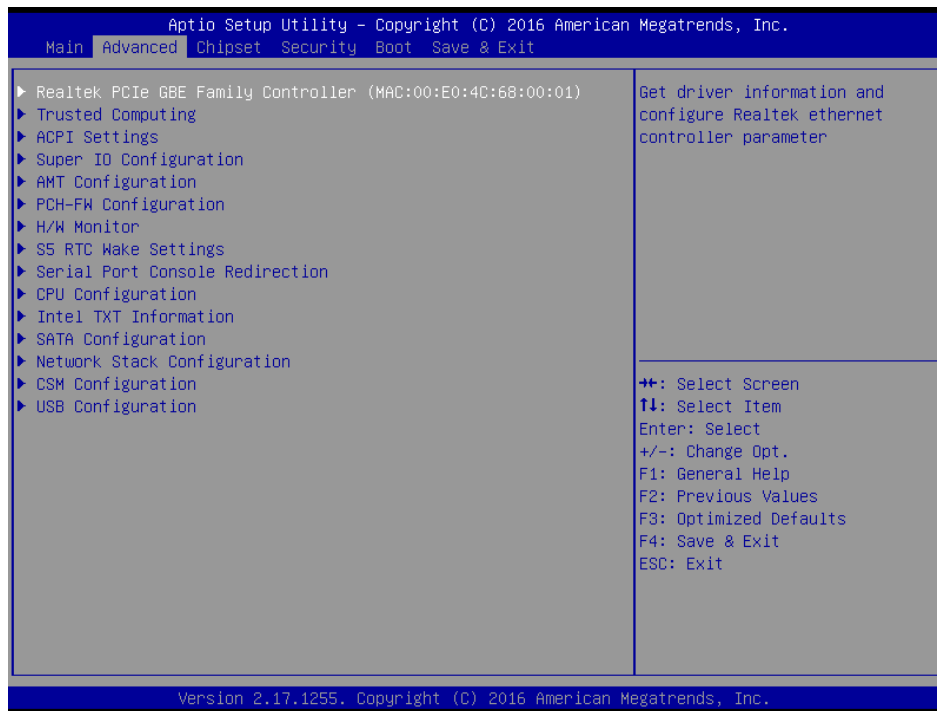 Aptio Setup Utility – Copyright (C) 2016 American Megatrends, Inc.
Main Advanced Chipset Security Boot Save & Exit
▶ Realtek PCIe GBE Family Controller (MAC:00:E0:4C:68:00:01)
▶ Trusted Computing
▶ ACPI Settings
▶ Super IO Configuration
▶ AMT Configuration
▶ PCH-FW Configuration
▶ H/W Monitor
▶ S5 RTC Wake Settings
▶ Serial Port Console Redirection
▶ CPU Configuration
▶ Intel TXT Information
▶ SATA Configuration
▶ Network Stack Configuration
▶ CSM Configuration
▶ USB Configuration
Get driver information and
configure Realtek ethernet
controller parameter
→←: Select Screen
↑↓: Select Item
Enter: Select
+/-: Change Opt.
F1: General Help
F2: Previous Values
F3: Optimized Defaults
F4: Save & Exit
ESC: Exit
Version 2.17.1255. Copyright (C) 2016 American Megatrends, Inc.